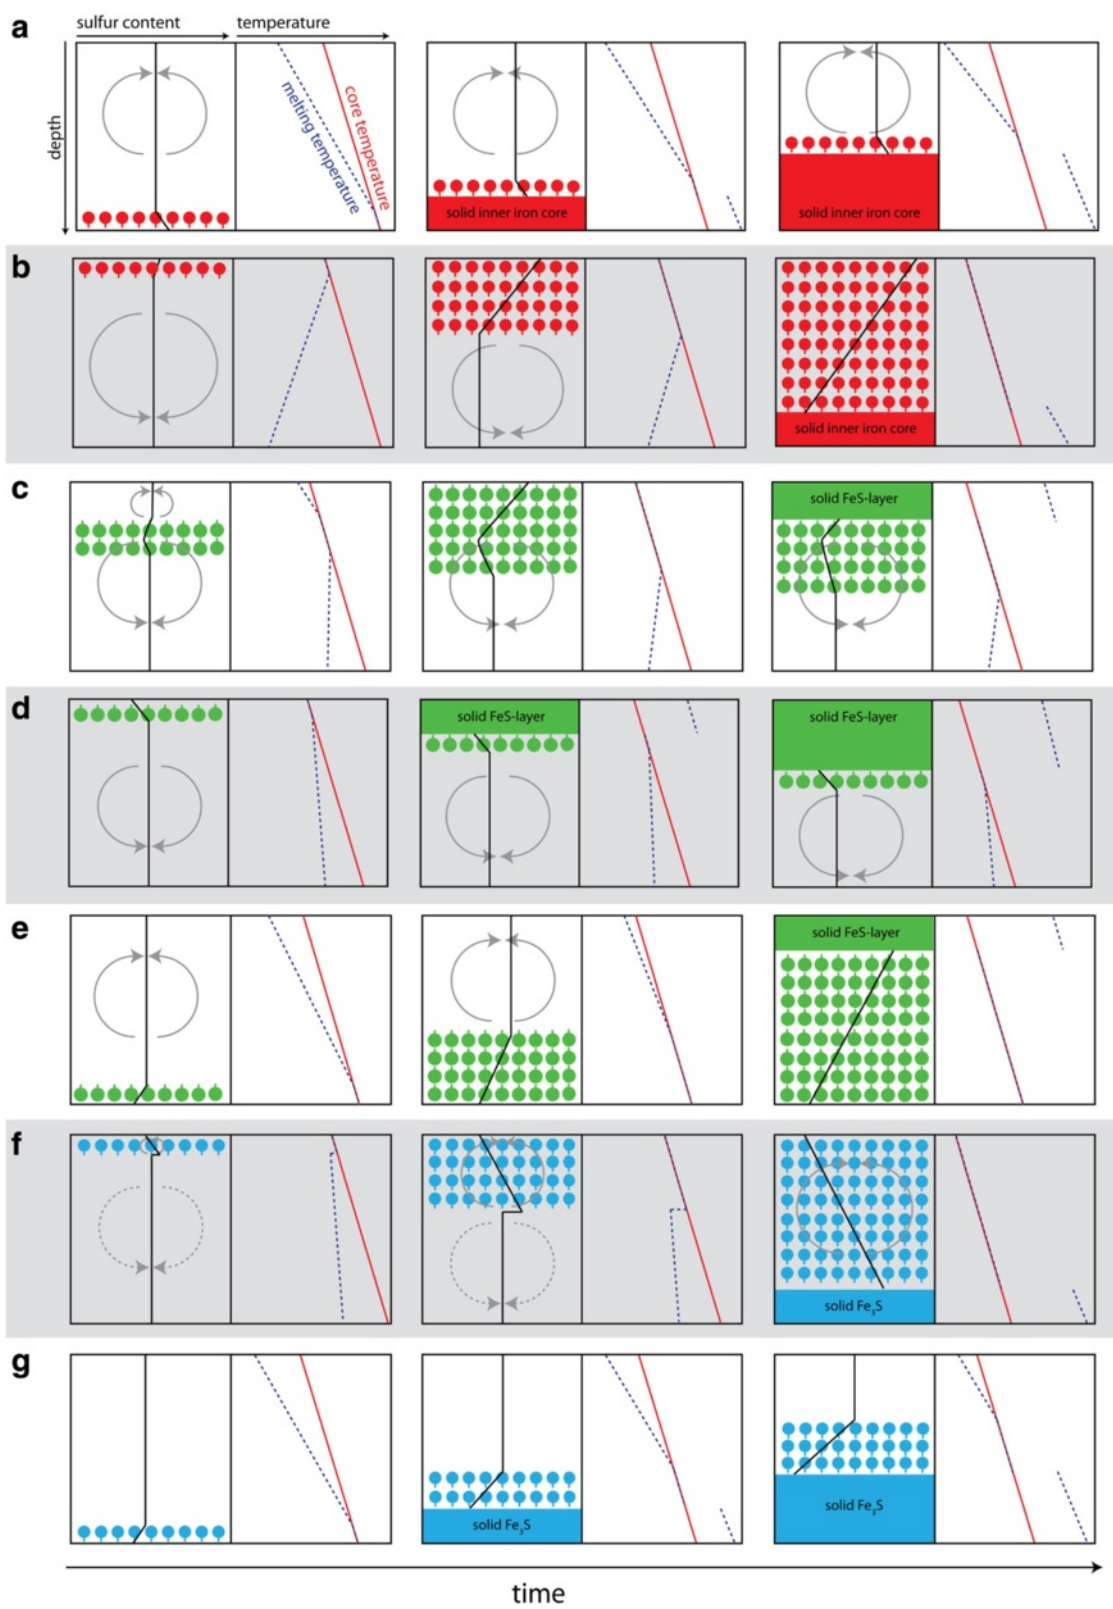 a
sulfur content
temperature
depth
melting temperature
core temperature
solid inner iron core
solid inner iron core
b
solid inner iron core
c
solid FeS-layer
d
solid FeS-layer
solid FeS-layer
e
solid FeS-layer
f
solid Fe₃S
g
solid Fe₃S
solid Fe₃S
time